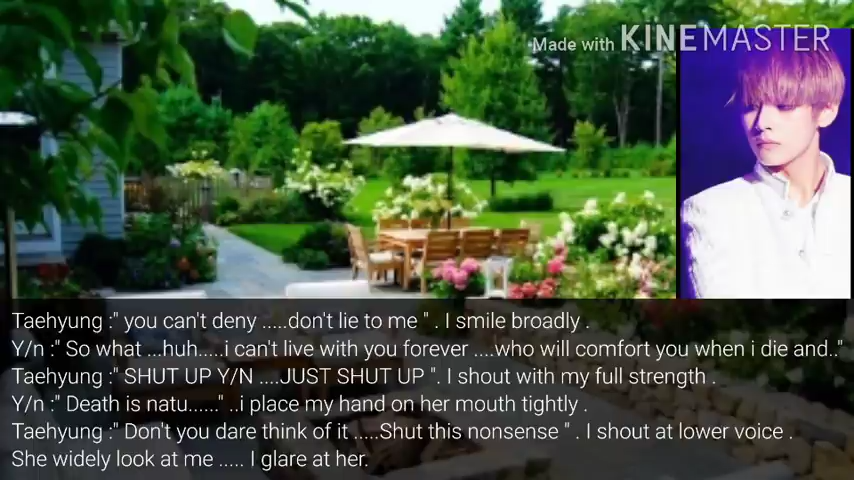 Made with KINEMASTER
Taehyung :" you can't deny .....don't lie to me " . I smile broadly .
Y/n :" So what ...huh.....i can't live with you forever ....who will comfort you when i die and.."
Taehyung :" SHUT UP Y/N ....JUST SHUT UP ". I shout with my full strength .
Y/n :" Death is natu......" ..i place my hand on her mouth tightly .
Taehyung :" Don't you dare think of it .....Shut this nonsense " . I shout at lower voice .
She widely look at me ..... I glare at her.